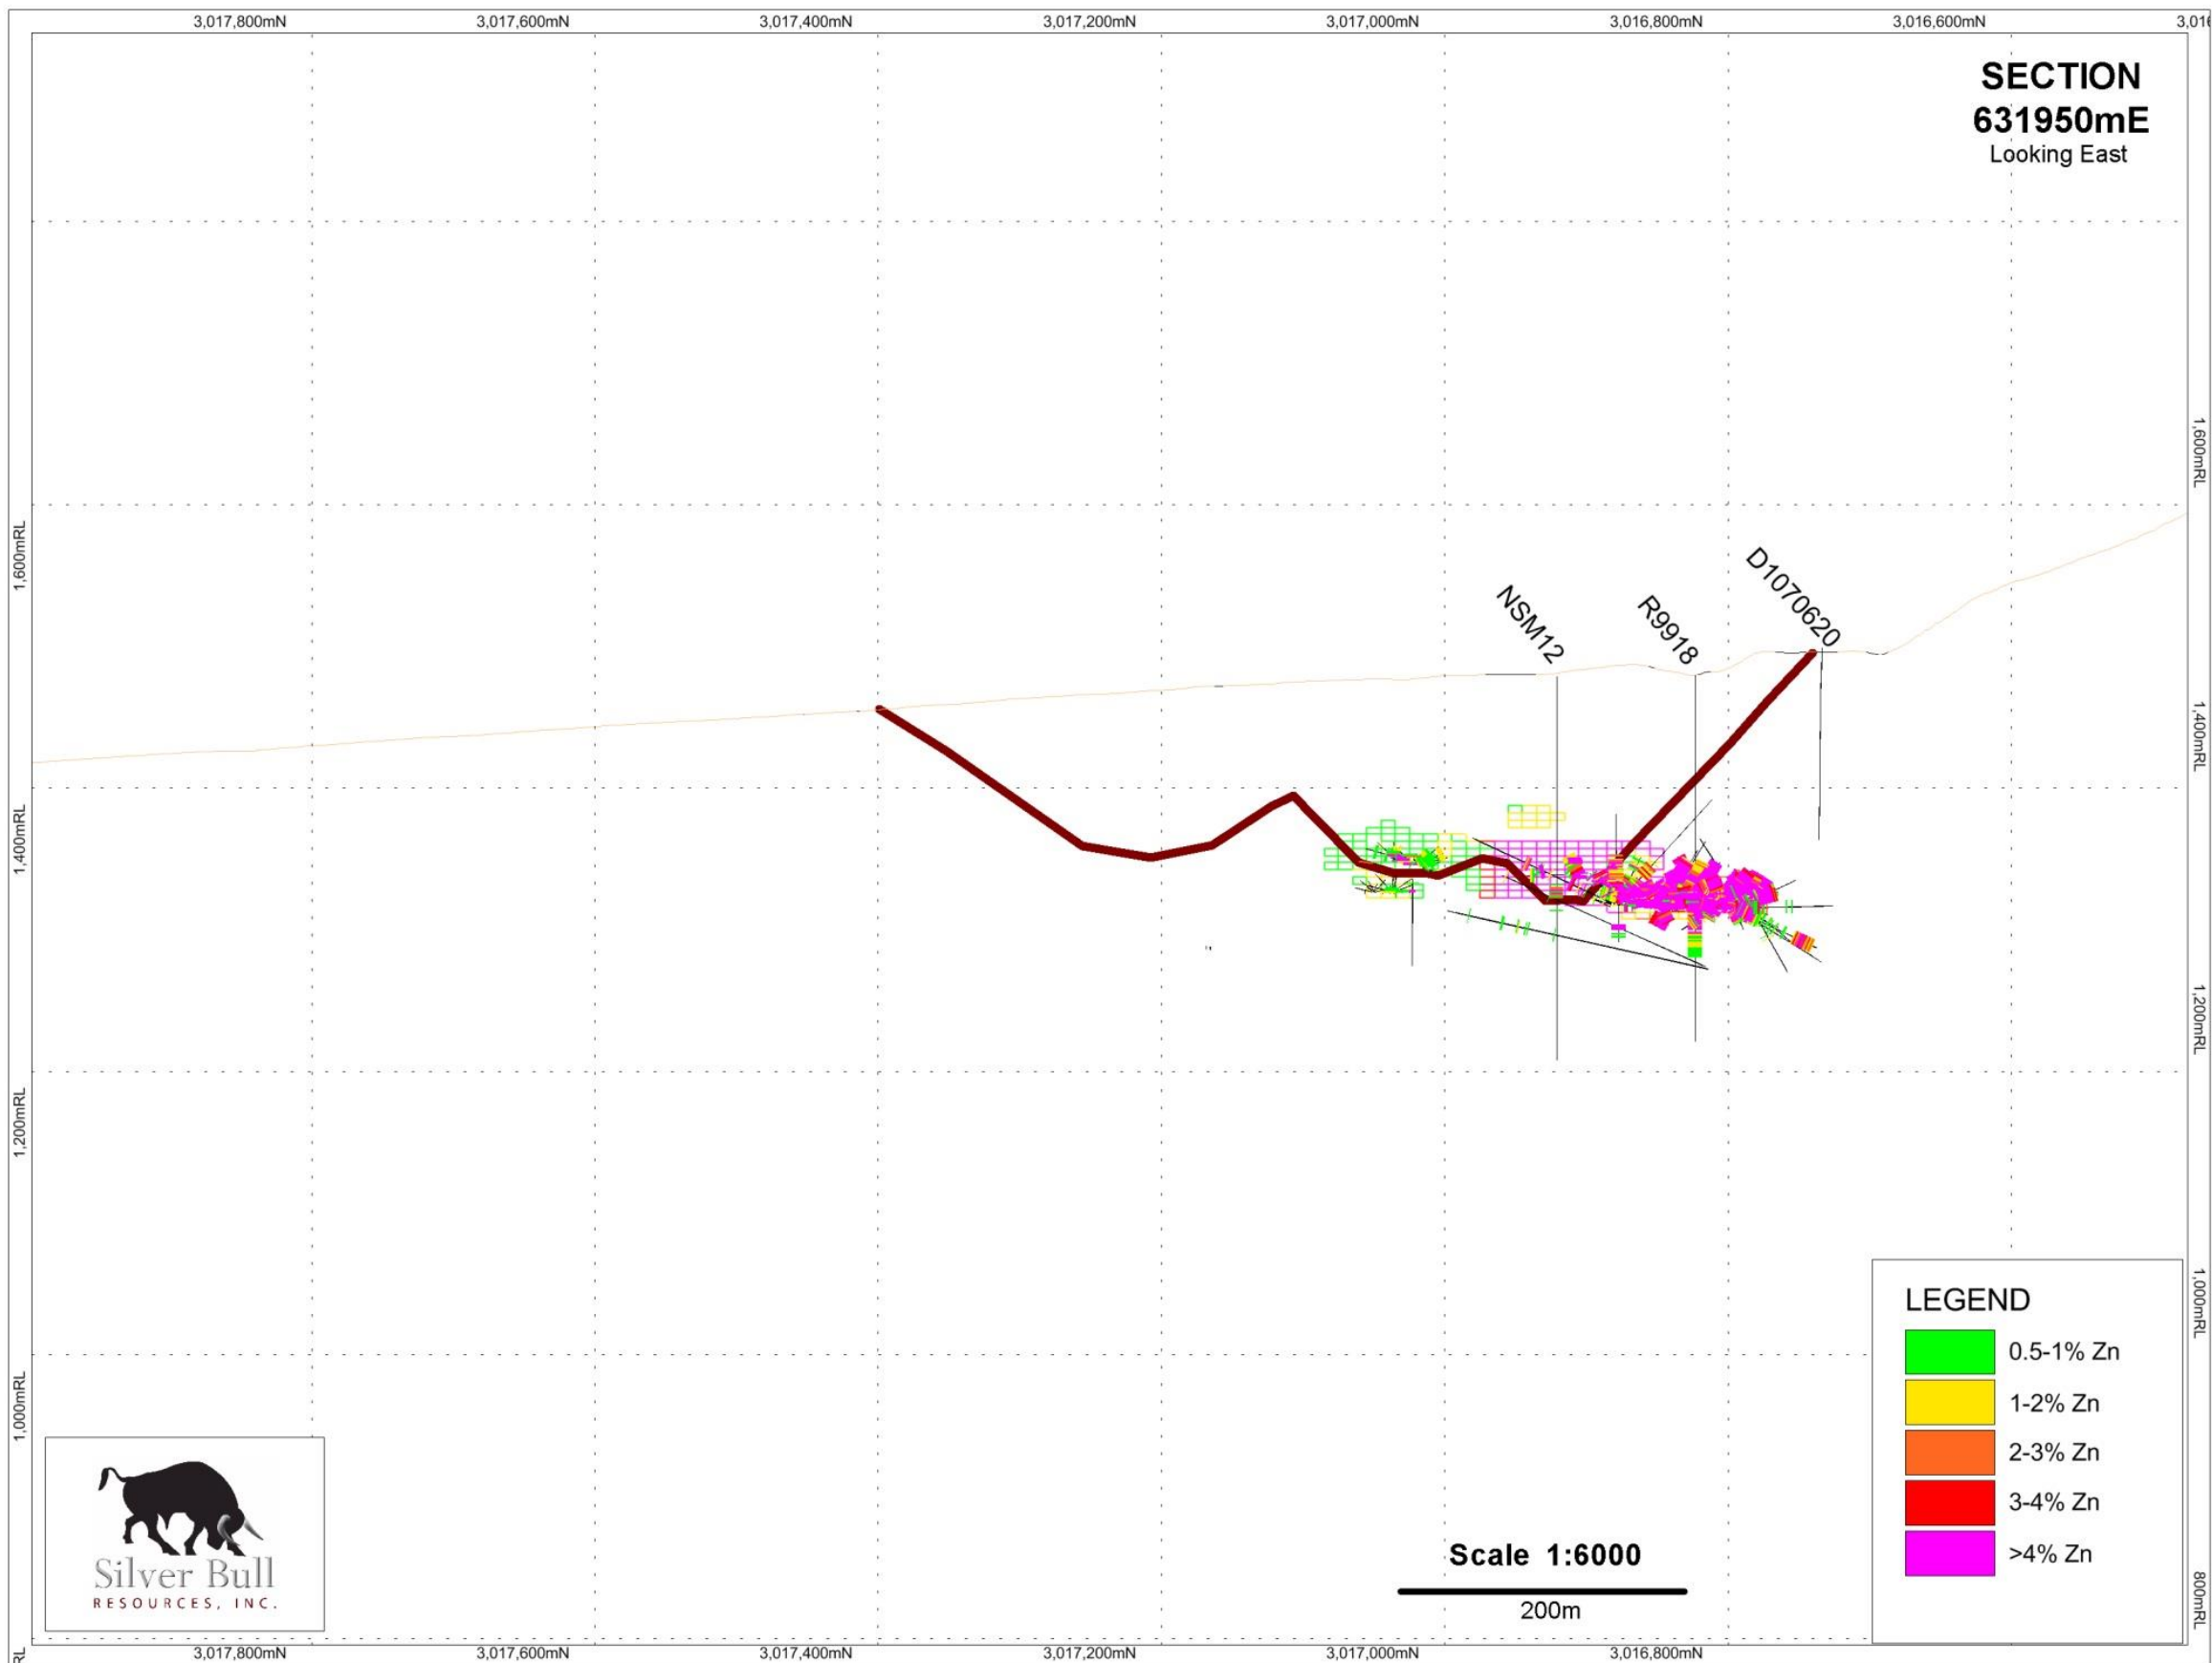 3,017,800mN 3,017,600mN 3,017,400mN 3,017,200mN 3,017,000mN 3,016,800mN 3,016,600mN 3,016
SECTION
631950mE
Looking East
1,600mRL
1,600mRL
NSM12
R9918
D1070620
1,400mRL
1,400mRL
1,200mRL
1,200mRL
1,000mRL
1,000mRL
LEGEND
0.5-1% Zn
1-2% Zn
2-3% Zn
3-4% Zn
>4% Zn
Silver Bull
RESOURCES, INC.
Scale 1:6000
200m
800mRL
RL
3,017,800mN 3,017,600mN 3,017,400mN 3,017,200mN 3,017,000mN 3,016,800mN